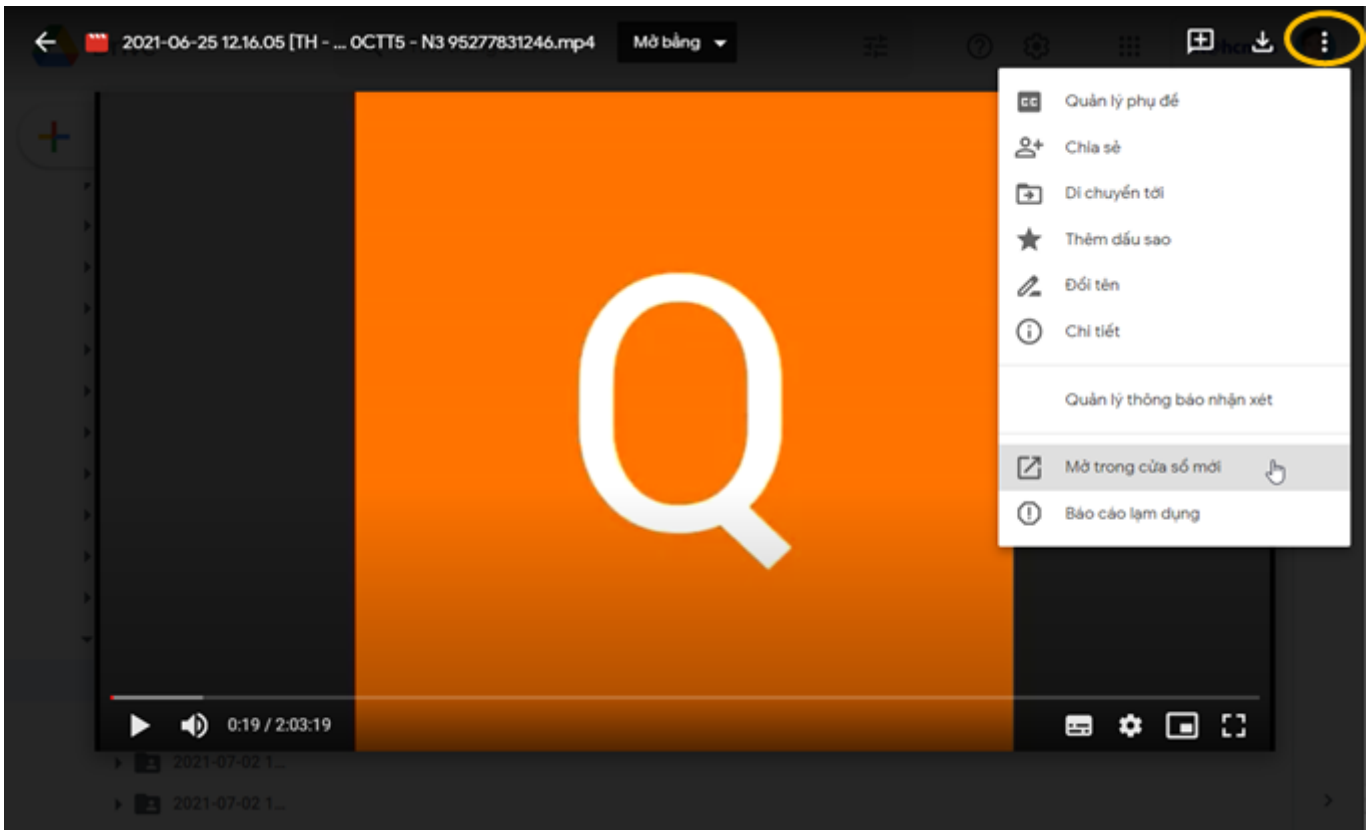 2021-06-25 12.16.05 [TH - ... 0CTT5 - N3 95277831246.mp4
Mở bằng
Quản lý phụ đề
Chia sẻ
Di chuyển tới
Thêm dấu sao
Đổi tên
Chi tiết
Quản lý thông báo nhận xét
Mở trong cửa sổ mới
Báo cáo lạm dụng
Q
0:19 / 2:03:19
2021-07-02 1...
2021-07-02 1...